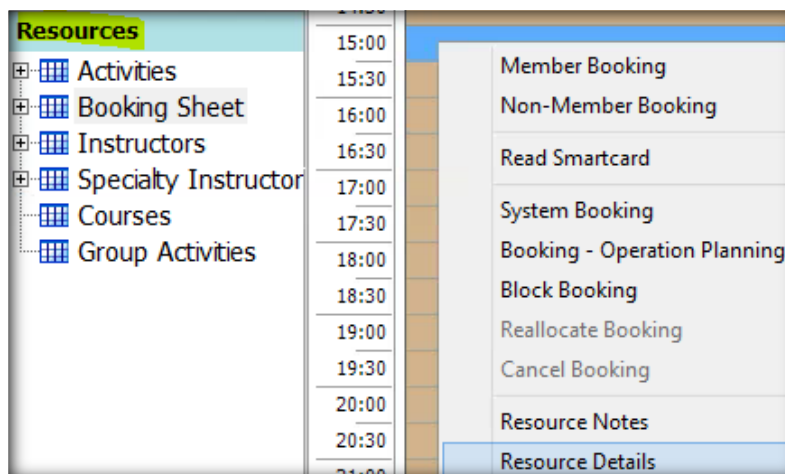 Resources
Activities
Booking Sheet
Instructors
Specialty Instructor
Courses
Group Activities
15:00
15:30
16:00
16:30
17:00
17:30
18:00
18:30
19:00
19:30
20:00
20:30
Member Booking
Non-Member Booking
Read Smartcard
System Booking
Booking - Operation Planning
Block Booking
Reallocate Booking
Cancel Booking
Resource Notes
Resource Details